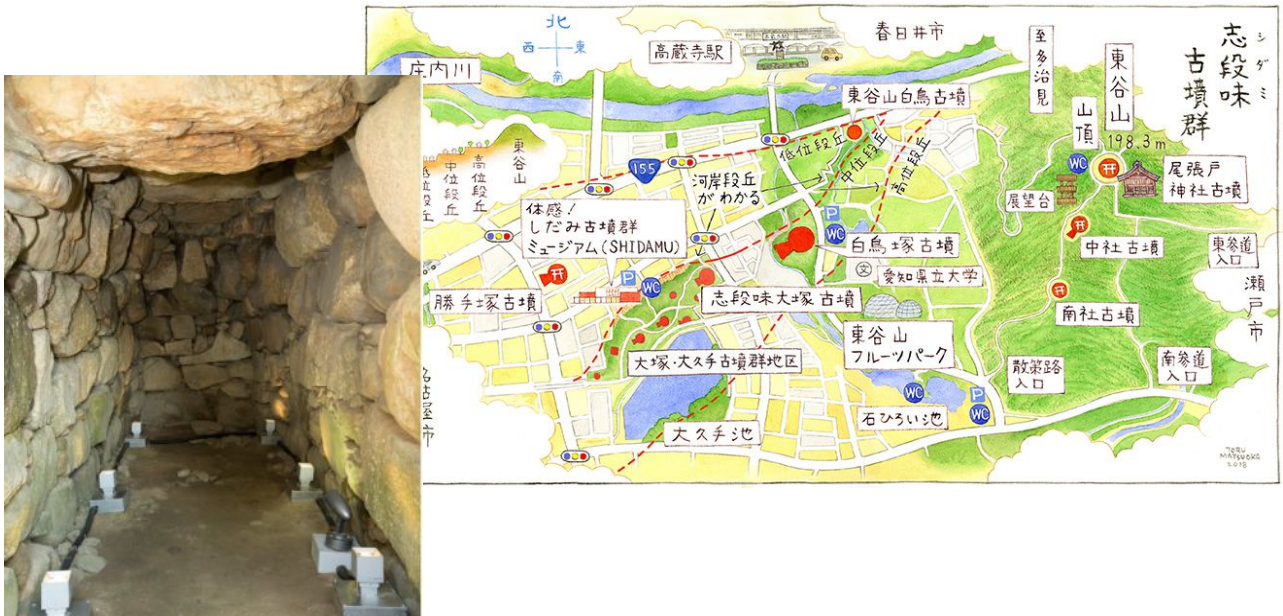 シダミ
志段味
古墳群
北
西
東
南
庄内川
高蔵寺駅
春日井市
至多治見
東谷山
山頂
198.3m
東谷山白鳥古墳
低位段丘
中位段丘
高位段丘
155
河岸段丘
がわかる
東谷山
高位段丘
中位段丘
低位段丘
体感!
しだみ古墳群
ミュージアム(SHIDAMU)
P
WC
勝手塚古墳
P
WC
白鳥塚古墳
文
愛知県立大学
志段味大塚古墳
大塚・大久手古墳群地区
大久手池
東谷山
フルーツパーク
WC
石ひろい池
P
WC
WC
展望台
尾張戸
神社古墳
中社古墳
南社古墳
東参道
入口
瀬戸市
散策路
入口
南参道
入口
名古屋市
TORU
MATSUOKA
2018